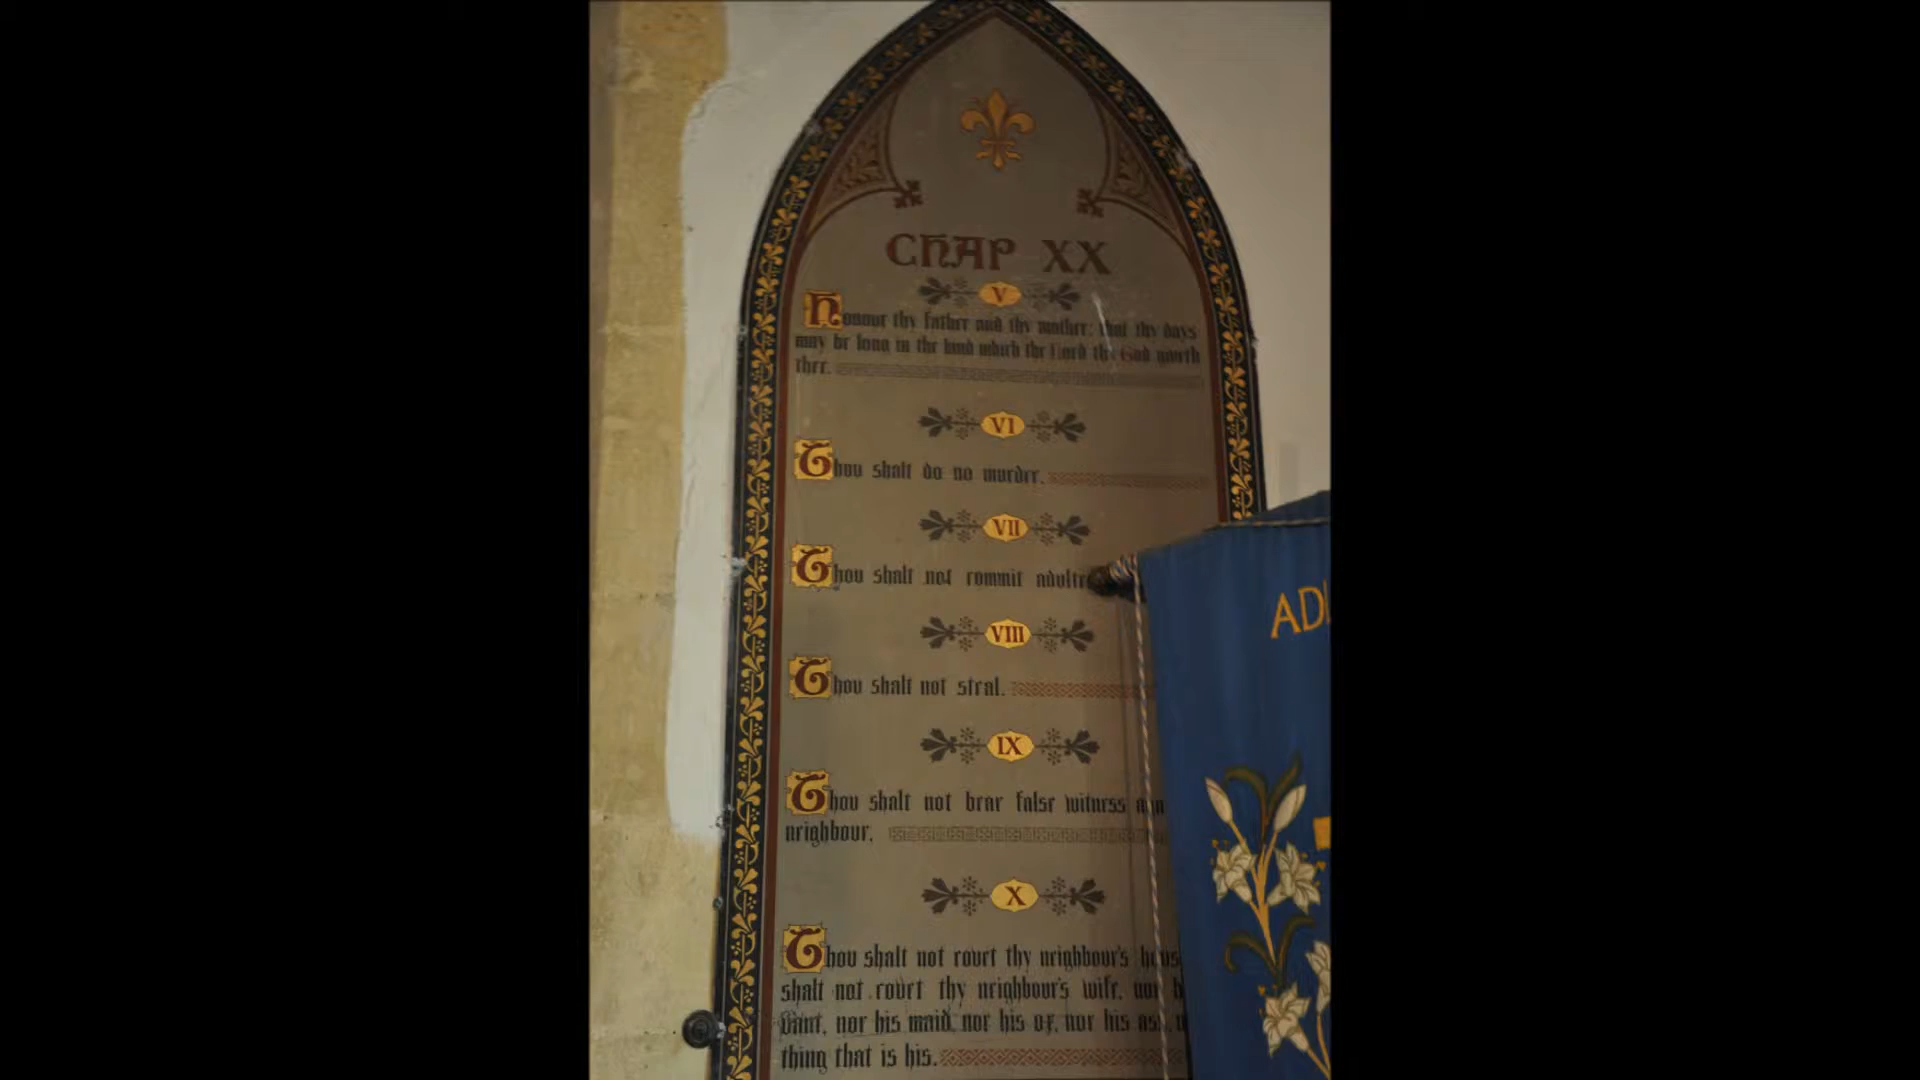 CHAP XX
V
Honour thy father and thy mother: that thy days
may be long in the land which the Lord thy God giveth
thee.
VI
Thou shalt do no murder.
VII
Thou shalt not commit
VIII
Thou shalt not steal.
IX
Thou shalt not bear false witness
neighbour.
X
Thou shalt not covet thy neighbour's
shalt not covet thy neighbour's wife, nor
vant, nor his maid, nor his ox, nor his ass,
thing that is his.